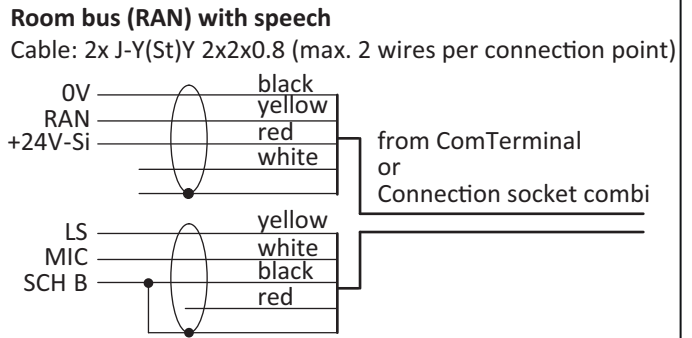 Room bus (RAN) with speech
Cable: 2x J-Y(St)Y 2x2x0.8 (max. 2 wires per connection point)
0V black
RAN yellow
+24V-Si red
white
from ComTerminal
or
Connection socket combi
LS yellow
MIC white
SCH B black
red